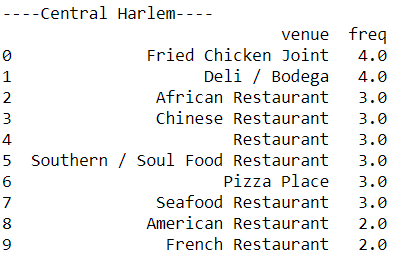 ----Central Harlem----
venue freq
0 Fried Chicken Joint 4.0
1 Deli / Bodega 4.0
2 African Restaurant 3.0
3 Chinese Restaurant 3.0
4 Restaurant 3.0
5 Southern / Soul Food Restaurant 3.0
6 Pizza Place 3.0
7 Seafood Restaurant 3.0
8 American Restaurant 2.0
9 French Restaurant 2.0